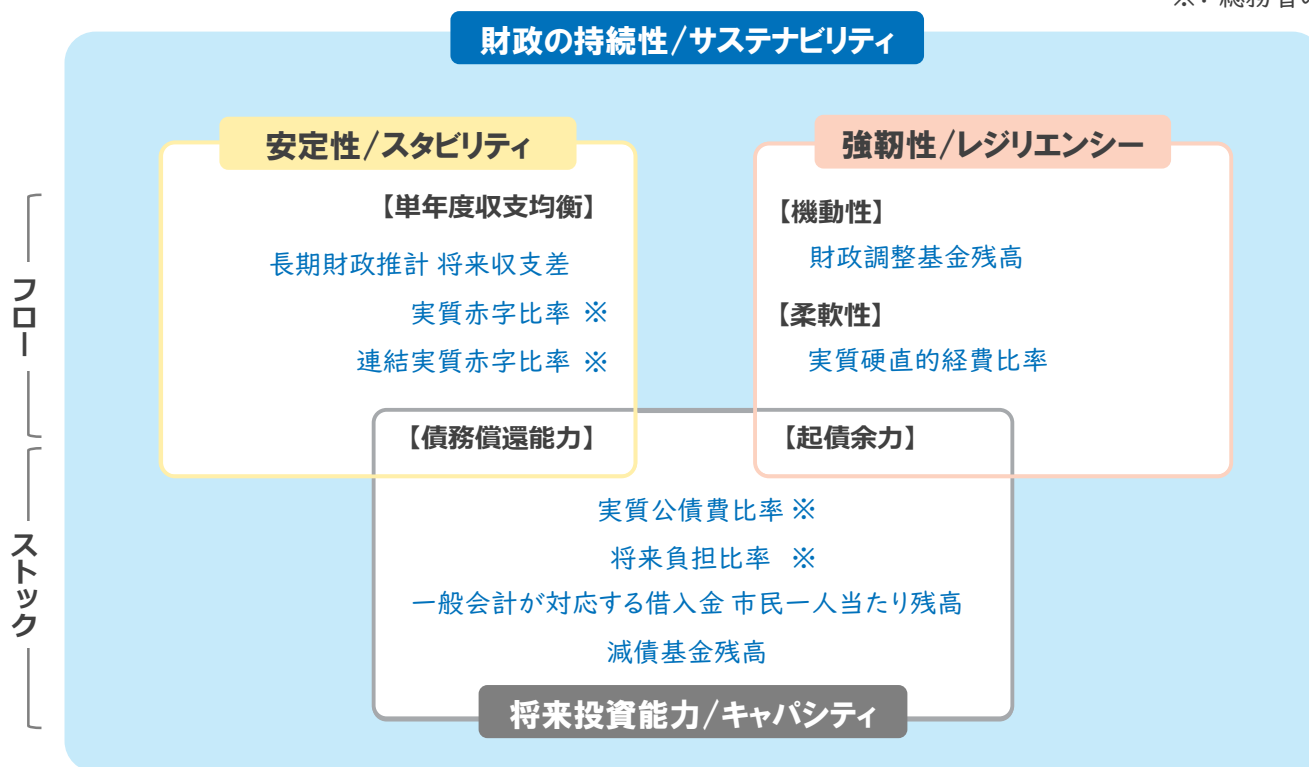 ※：総務省の
財政の持続性/サステナビリティ
安定性/スタビリティ
【単年度収支均衡】
長期財政推計 将来収支差
実質赤字比率 ※
連結実質赤字比率 ※
強靭性/レジリエンシー
【機動性】
財政調整基金残高
【柔軟性】
実質硬直的経費比率
フロー
【債務償還能力】
【起債余力】
実質公債費比率 ※
将来負担比率 ※
一般会計が対応する借入金 市民一人当たり残高
減債基金残高
ストック
将来投資能力/キャパシティ